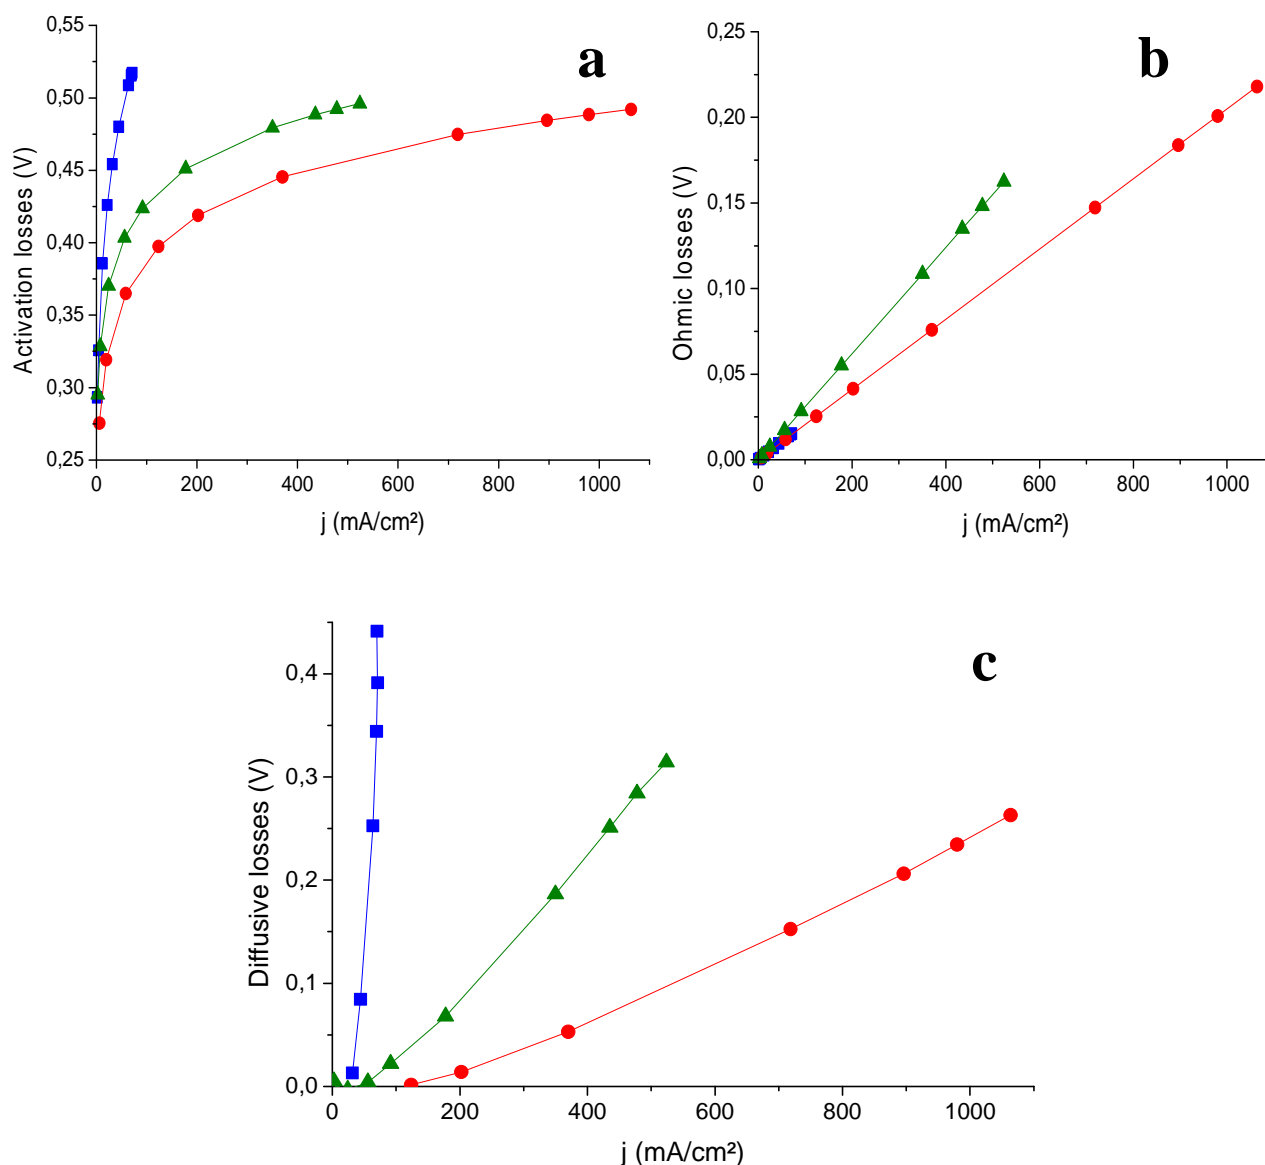 a
0,55
0,50
0,45
0,40
0,35
0,30
0,25
Activation losses (V)
0 200 400 600 800 1000
j (mA/cm²)
b
0,25
0,20
0,15
0,10
0,05
0,00
Ohmic losses (V)
0 200 400 600 800 1000
j (mA/cm²)
c
0,4
0,3
0,2
0,1
0,0
Diffusive losses (V)
0 200 400 600 800 1000
j (mA/cm²)